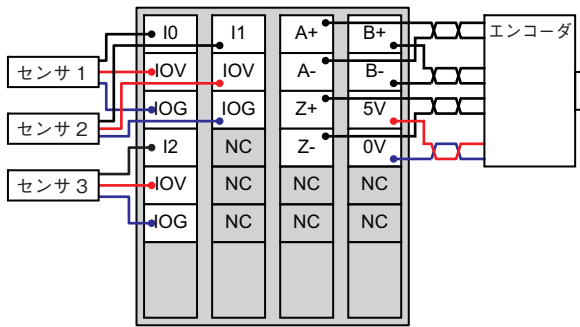 I0 I1 A+ B+ エンコーダ
センサ 1 IOV IOV A- B-
IOG IOG Z+ 5V
センサ 2
I2 NC Z- 0V
センサ 3 IOV NC NC NC
IOG NC NC NC